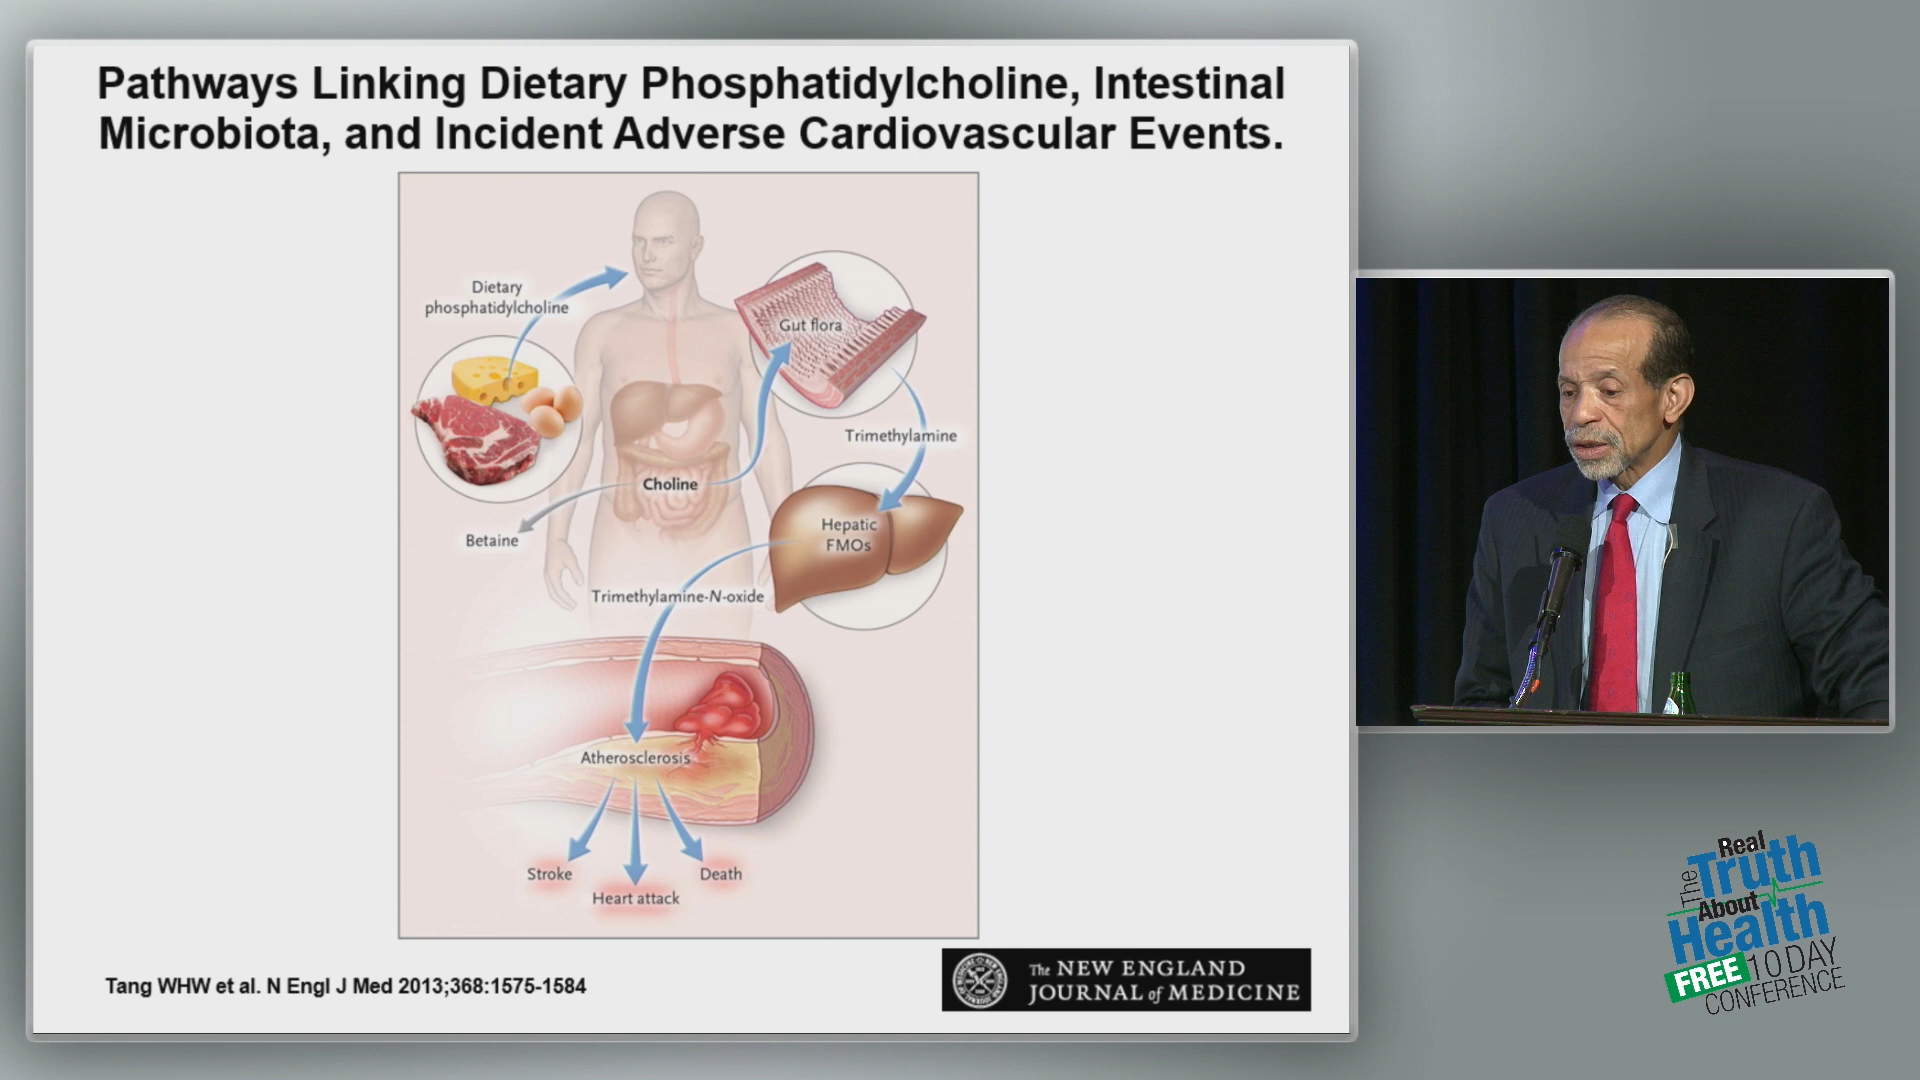 Pathways Linking Dietary Phosphatidylcholine, Intestinal
Microbiota, and Incident Adverse Cardiovascular Events.
Dietary
phosphatidylcholine
Gut flora
Trimethylamine
Choline
Betaine
Hepatic
FMOs
Trimethylamine-N-oxide
Atherosclerosis
Stroke
Heart attack
Death
Tang WHW et al. N Engl J Med 2013;368:1575-1584
The NEW ENGLAND
JOURNAL of MEDICINE
The Real
Truth
About
Health
FREE 10 DAY
CONFERENCE